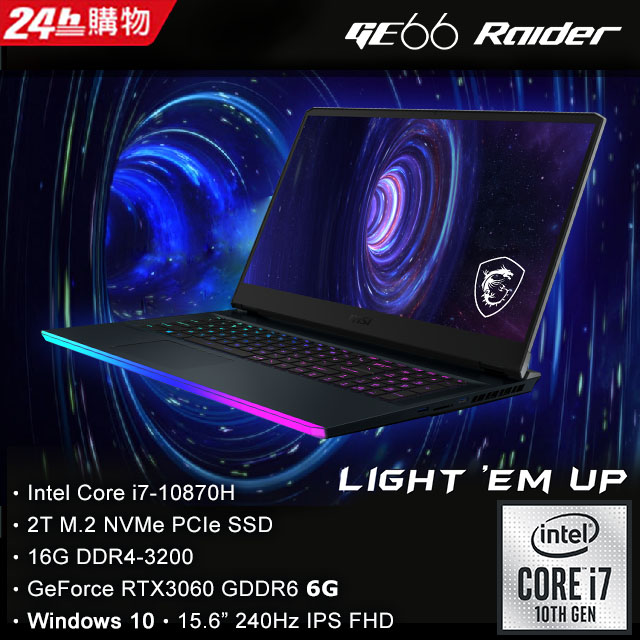 24h購物
GE66 Raider
msi
LIGHT 'EM UP
· Intel Core i7-10870H
· 2T M.2 NVMe PCIe SSD
· 16G DDR4-3200
· GeForce RTX3060 GDDR6 6G
· Windows 10 · 15.6” 240Hz IPS FHD
intel
CORE i7
10TH GEN